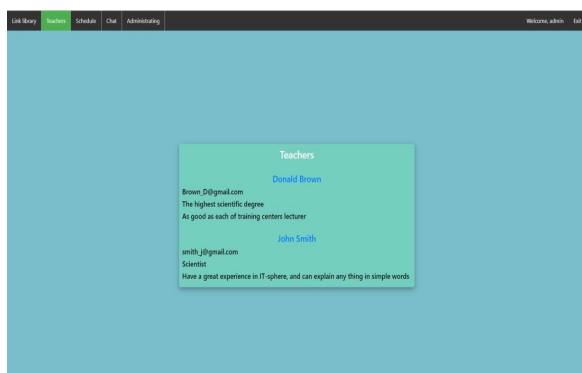 Link library Teachers Schedule Chat Administrating Welcome, admin Exit
Teachers
Donald Brown
Brown_D@gmail.com
The highest scientific degree
As good as each of training centers lecturer
John Smith
smith_j@gmail.com
Scientist
Have a great experience in IT-sphere, and can explain any thing in simple words